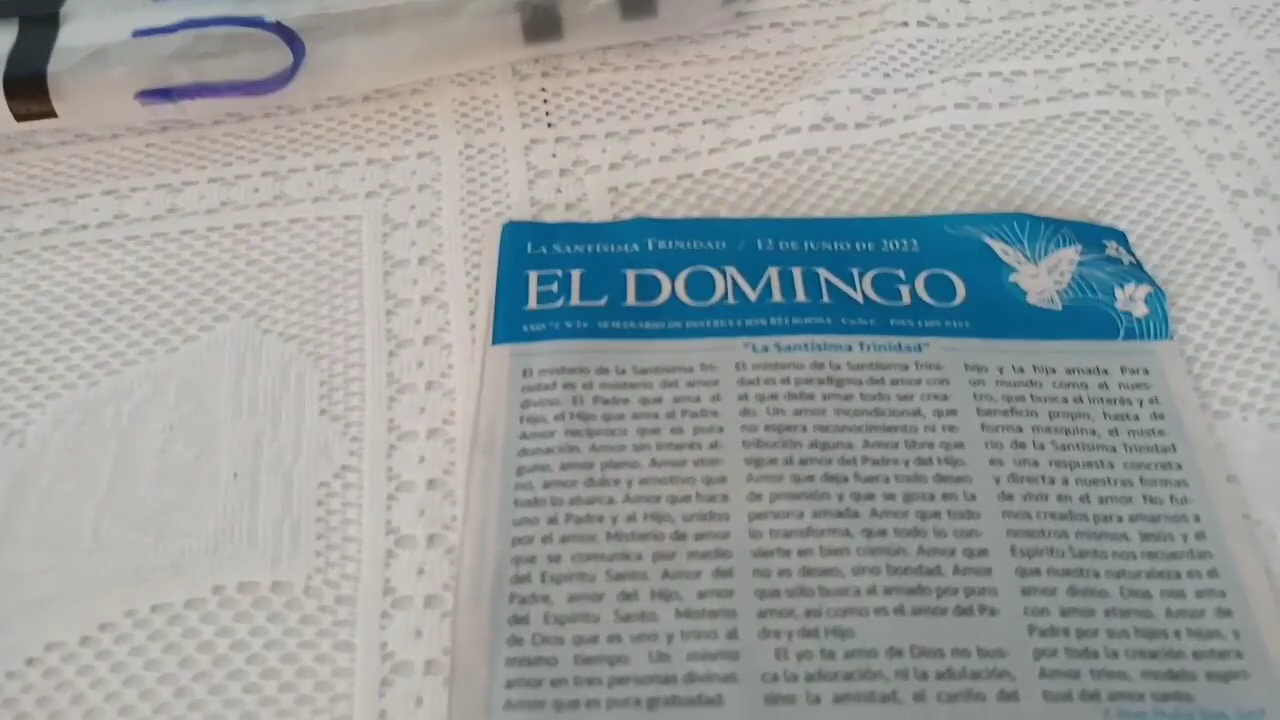 LA SANTÍSIMA TRINIDAD / 12 DE JUNIO DE 2022
EL DOMINGO
SEMANARIO DE INSTRUCCIÓN RELIGIOSA
"La Santísima Trinidad"
El misterio de la Santísima Tri-
nidad es el misterio del amor
divino. El Padre que ama al
Hijo, el Hijo que ama al Padre.
Amor recíproco que es pura
donación. Amor sin interés al-
guno, amor pleno. Amor eter-
no, amor dulce y emotivo que
todo lo abarca. Amor que hace
uno al Padre y al Hijo, unidos
por el amor. Misterio de amor
que se comunica por medio
del Espíritu Santo. Amor del
Padre, amor del Hijo, amor
del Espíritu Santo. Misterio
de Dios que es uno y trino al
mismo tiempo. Un mismo
amor en tres personas divinas.
Amor que es pura gratuidad.
El misterio de la Santísima Trini-
dad es el paradigma del amor con
el que debe amar todo ser crea-
do. Un amor incondicional, que
no espera reconocimiento ni re-
tribución alguna. Amor libre que
sigue al amor del Padre y del Hijo.
Amor que deja fuera todo deseo
de posesión y que se goza en la
persona amada. Amor que todo
lo transforma, que todo lo con-
vierte en bien común. Amor que
no es deseo, sino bondad. Amor
que sólo busca al amado por puro
amor, así como es el amor del Pa-
dre y del Hijo.
El yo te amo de Dios no bus-
ca la adoración, ni la adulación,
sino la amistad, el cariño del
hijo y la hija amada. Para
un mundo como el nues-
tro, que busca el interés y el
beneficio propio, hasta de
forma mezquina, el miste-
rio de la Santísima Trinidad
es una respuesta concreta
y directa a nuestras formas
de vivir en el amor. No fui-
mos creados para amarnos a
nosotros mismos. Jesús y el
Espíritu Santo nos recuerdan
que nuestra naturaleza es el
amor divino. Dios nos ama
con amor eterno. Amor de
Padre por sus hijos e hijas, y
por toda la creación entera.
Amor trino, modelo espiri-
tual del amor santo.